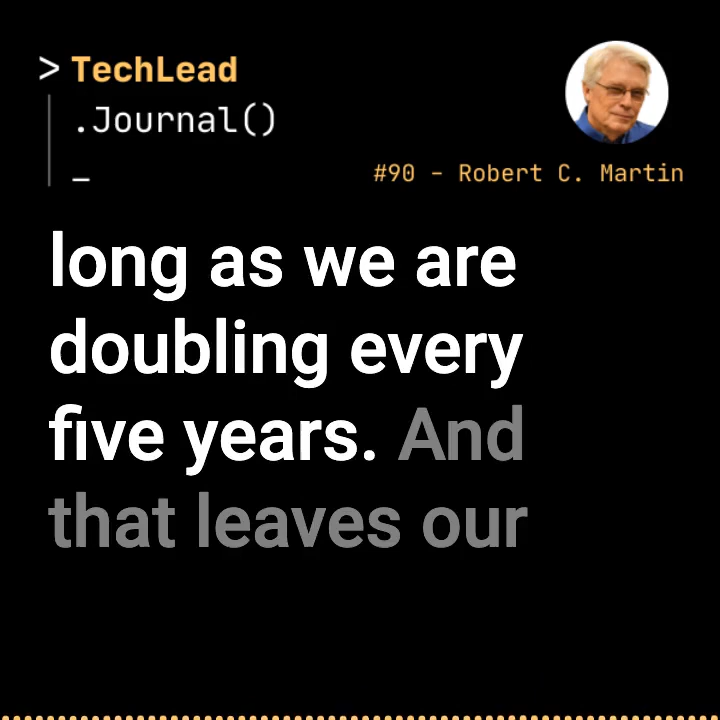 > TechLead
.Journal()
_
#90 - Robert C. Martin
long as we are
doubling every
five years. And
that leaves our